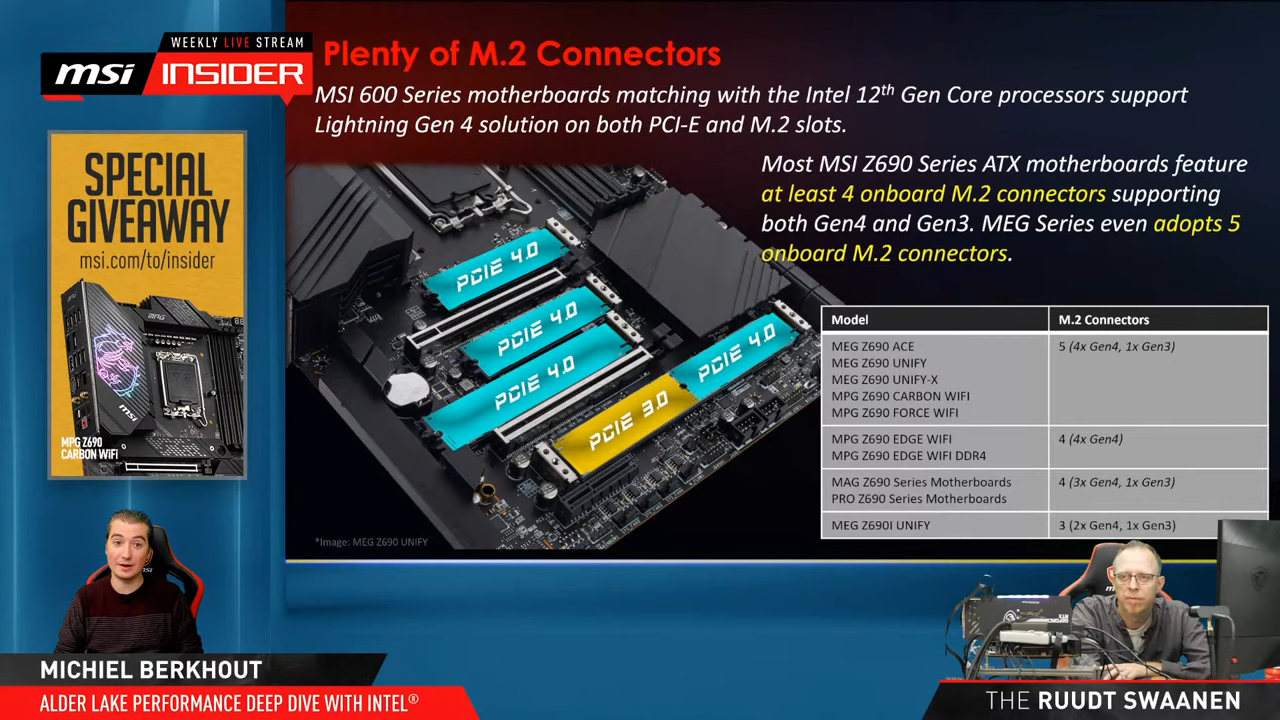 WEEKLY LIVE STREAM
msi INSIDER
Plenty of M.2 Connectors
MSI 600 Series motherboards matching with the Intel 12th Gen Core processors support
Lightning Gen 4 solution on both PCI-E and M.2 slots.
Most MSI Z690 Series ATX motherboards feature
at least 4 onboard M.2 connectors supporting
both Gen4 and Gen3. MEG Series even adopts 5
onboard M.2 connectors.
SPECIAL
GIVEAWAY
msi.com/to/insider
MPG
msi
MPG Z690
CARBON WiFi
PCIE 4.0
PCIE 4.0
PCIE 4.0
PCIE 4.0
PCIE 3.0
*Image: MEG Z690 UNIFY
Model M.2 Connectors
MEG Z690 ACE 5 (4x Gen4, 1x Gen3)
MEG Z690 UNIFY
MEG Z690 UNIFY-X
MPG Z690 CARBON WIFI
MPG Z690 FORCE WIFI
MPG Z690 EDGE WIFI 4 (4x Gen4)
MPG Z690 EDGE WIFI DDR4
MAG Z690 Series Motherboards 4 (3x Gen4, 1x Gen3)
PRO Z690 Series Motherboards
MEG Z690I UNIFY 3 (2x Gen4, 1x Gen3)
msi
GEFORCE RTX
MICHIEL BERKHOUT
ALDER LAKE PERFORMANCE DEEP DIVE WITH INTEL®
THE RUUDT SWAANEN